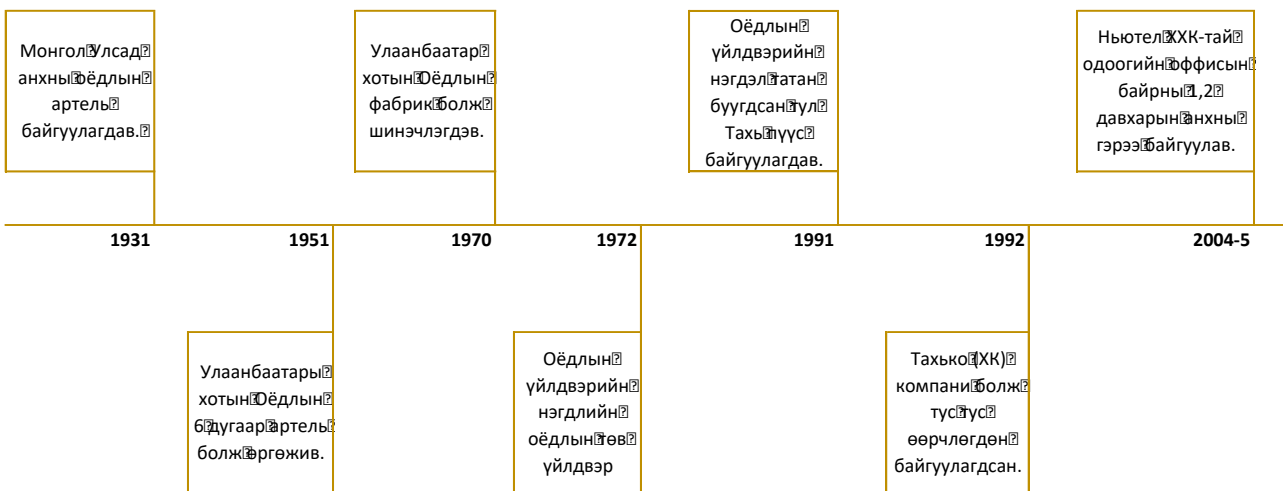 Монгол Улсад
анхны оёдлын
артель
байгуулагдав.
Улаанбаатар
хотын Оёдлын
фабрик болж
шинэчлэгдэв.
Оёдлын
үйлдвэрийн
нэгдэл татан
буугдсан тул
Тахь пүүс
байгуулагдав.
Ньютел ХХК-тай
одоогийн оффисын
байрны 1,2
давхарын анхны
гэрээ байгуулав.
1931
1951
1970
1972
1991
1992
2004-5
Улаанбаатары
хотын Оёдлын
6 дугаар артель
болж өргөжив.
Оёдлын
үйлдвэрийн
нэгдлийн
оёдлын төв
үйлдвэр
Тахько (ХК)
компани болж
тус тус
өөрчлөгдөн
байгуулагдсан.